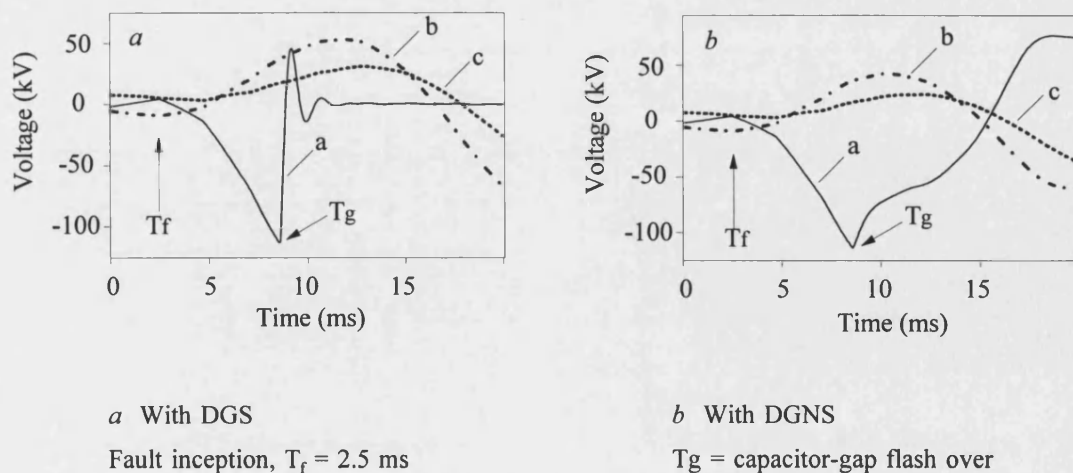 Voltage (kV)
50
0
-50
-100
a
b
c
a
Tf
Tg
0 5 10 15
Time (ms)
Voltage (kV)
50
0
-50
-100
b
b
c
a
Tf
Tg
0 5 10 15
Time (ms)
a With DGS
Fault inception, Tf = 2.5 ms
b With DGNS
Tg = capacitor-gap flash over